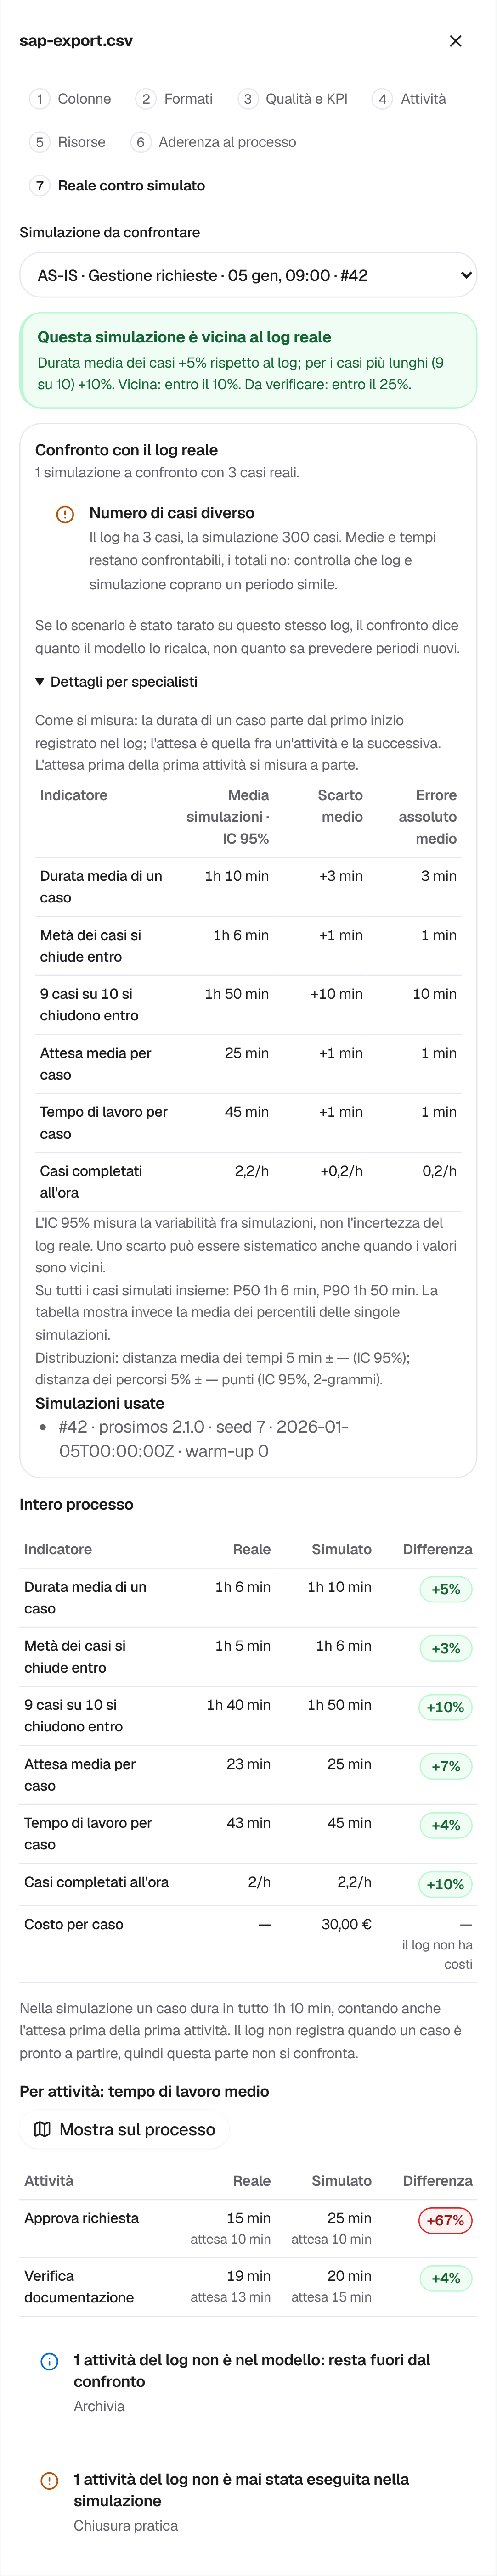 sap-export.csv
1 Colonne 2 Formati 3 Qualità e KPI 4 Attività
5 Risorse 6 Aderenza al processo
7 Reale contro simulato
Simulazione da confrontare
AS-IS · Gestione richieste · 05 gen, 09:00 · #42
Questa simulazione è vicina al log reale
Durata media dei casi +5% rispetto al log; per i casi più lunghi (9
su 10) +10%. Vicina: entro il 10%. Da verificare: entro il 25%.
Confronto con il log reale
1 simulazione a confronto con 3 casi reali.
Numero di casi diverso
Il log ha 3 casi, la simulazione 300 casi. Medie e tempi
restano confrontabili, i totali no: controlla che log e
simulazione coprano un periodo simile.
Se lo scenario è stato tarato su questo stesso log, il confronto dice
quanto il modello lo ricalca, non quanto sa prevedere periodi nuovi.
Dettagli per specialisti
Come si misura: la durata di un caso parte dal primo inizio
registrato nel log; l'attesa è quella fra un'attività e la successiva.
L'attesa prima della prima attività si misura a parte.
Indicatore Media Scarto Errore
simulazioni · medio assoluto
IC 95% medio
Durata media di un 1h 10 min +3 min 3 min
caso
Metà dei casi si 1h 6 min +1 min 1 min
chiude entro
9 casi su 10 si 1h 50 min +10 min 10 min
chiudono entro
Attesa media per 25 min +1 min 1 min
caso
Tempo di lavoro per 45 min +1 min 1 min
caso
Casi completati 2,2/h +0,2/h 0,2/h
all'ora
L'IC 95% misura la variabilità fra simulazioni, non l'incertezza del
log reale. Uno scarto può essere sistematico anche quando i valori
sono vicini.
Su tutti i casi simulati insieme: P50 1h 6 min, P90 1h 50 min. La
tabella mostra invece la media dei percentili delle singole
simulazioni.
Distribuzioni: distanza media dei tempi 5 min ± — (IC 95%);
distanza dei percorsi 5% ± — punti (IC 95%, 2-grammi).
Simulazioni usate
• #42 · prosimos 2.1.0 · seed 7 · 2026-01-
05T00:00:00Z · warm-up 0
Intero processo
Indicatore Reale Simulato Differenza
Durata media di un 1h 6 min 1h 10 min +5%
caso
Metà dei casi si 1h 5 min 1h 6 min +3%
chiude entro
9 casi su 10 si 1h 40 min 1h 50 min +10%
chiudono entro
Attesa media per 23 min 25 min +7%
caso
Tempo di lavoro per 43 min 45 min +4%
caso
Casi completati all'ora 2/h 2,2/h +10%
Costo per caso — 30,00 € —
il log non ha
costi
Nella simulazione un caso dura in tutto 1h 10 min, contando anche
l'attesa prima della prima attività. Il log non registra quando un caso è
pronto a partire, quindi questa parte non si confronta.
Per attività: tempo di lavoro medio
Mostra sul processo
Attività Reale Simulato Differenza
Approva richiesta 15 min 25 min +67%
attesa 10 min attesa 10 min
Verifica 19 min 20 min +4%
documentazione attesa 13 min attesa 15 min
1 attività del log non è nel modello: resta fuori dal
confronto
Archivia
1 attività del log non è mai stata eseguita nella
simulazione
Chiusura pratica